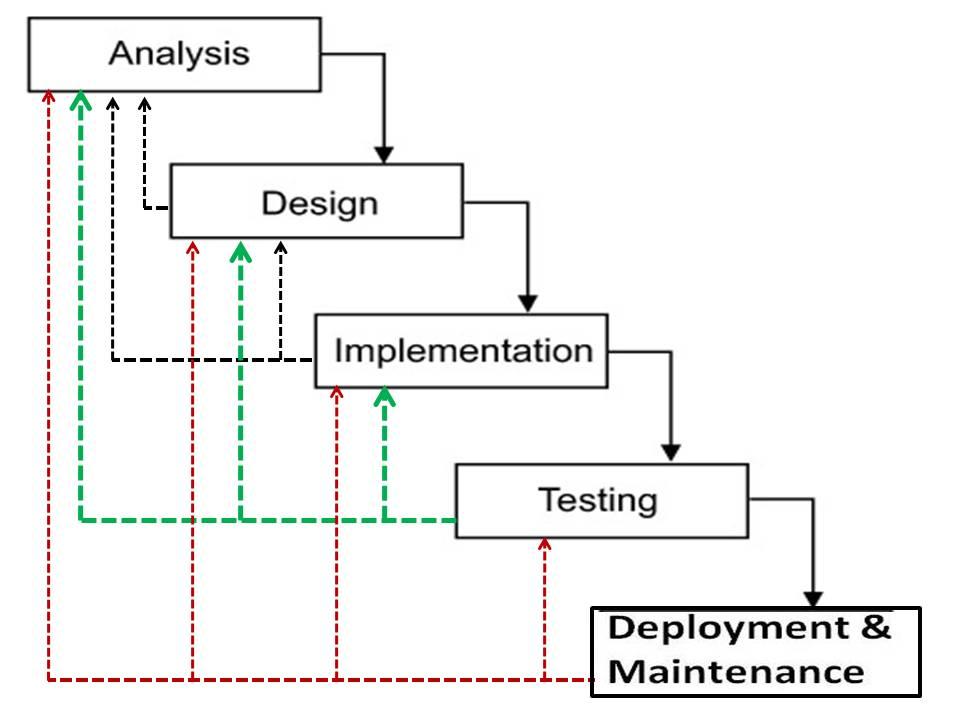 Analysis
Design
Implementation
Testing
Deployment &
Maintenance